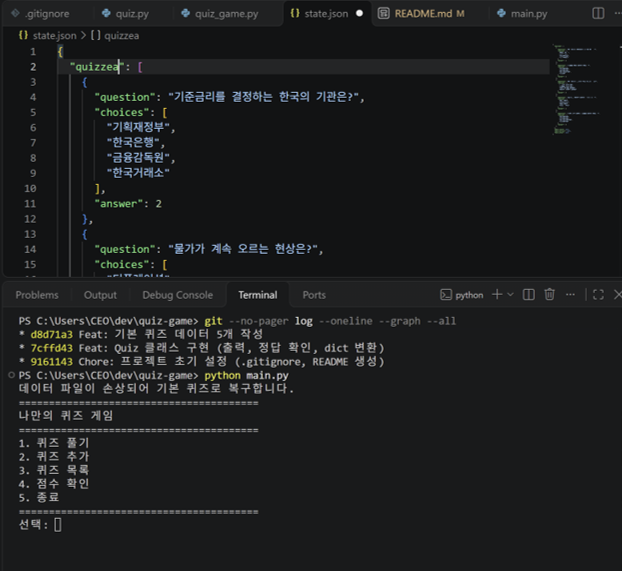 .gitignore quiz.py quiz_game.py {} state.json README.md M main.py
{} state.json > [ ] quizzea
1 {
2 "quizzea": [
3 {
4 "question": "기준금리를 결정하는 한국의 기관은?",
5 "choices": [
6 "기획재정부",
7 "한국은행",
8 "금융감독원",
9 "한국거래소"
10 ],
11 "answer": 2
12 },
13 {
14 "question": "물가가 계속 오르는 현상은?",
15 "choices": [
Problems Output Debug Console Terminal Ports python
PS C:\Users\CEO\dev\quiz-game> git --no-pager log --oneline --graph --all
* d8d71a3 Feat: 기본 퀴즈 데이터 5개 작성
* 7cffd43 Feat: Quiz 클래스 구현 (출력, 정답 확인, dict 변환)
* 9161143 Chore: 프로젝트 초기 설정 (.gitignore, README 생성)
PS C:\Users\CEO\dev\quiz-game> python main.py
데이터 파일이 손상되어 기본 퀴즈로 복구합니다.
========================================
나만의 퀴즈 게임
========================================
1. 퀴즈 풀기
2. 퀴즈 추가
3. 퀴즈 목록
4. 점수 확인
5. 종료
========================================
선택: